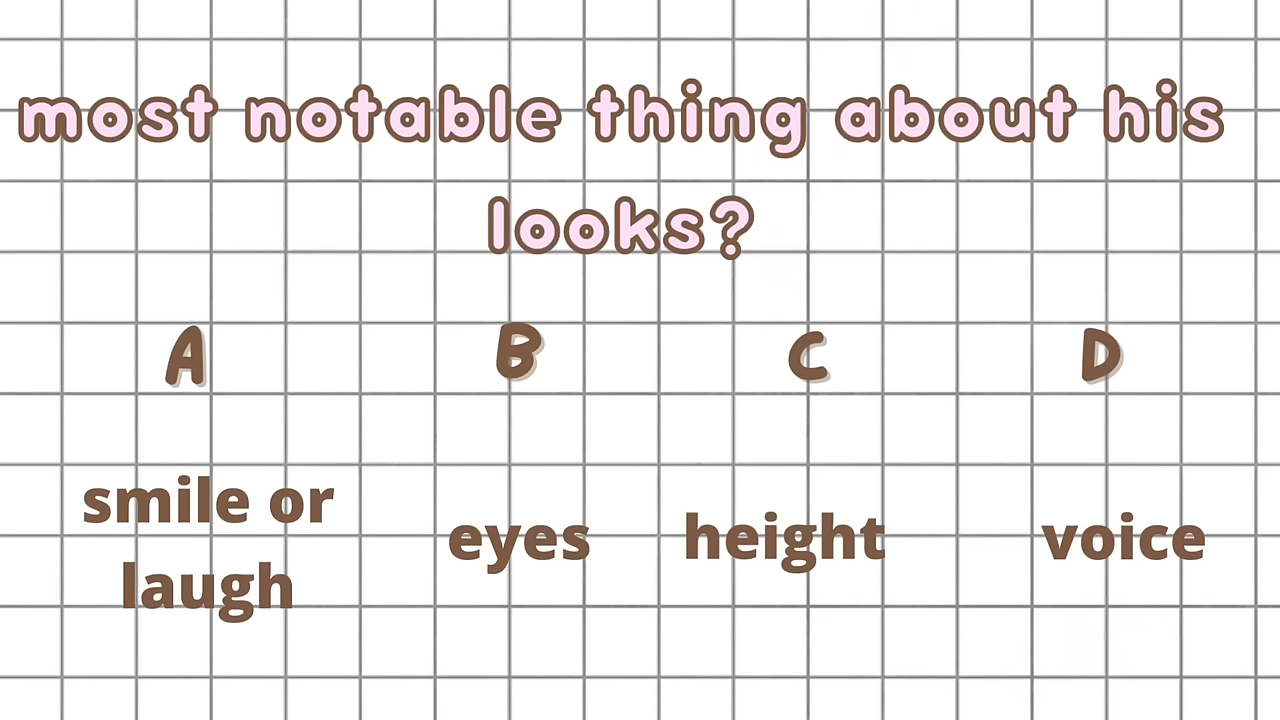 most notable thing about his
looks?
A
B
C
D
smile or
laugh
eyes
height
voice